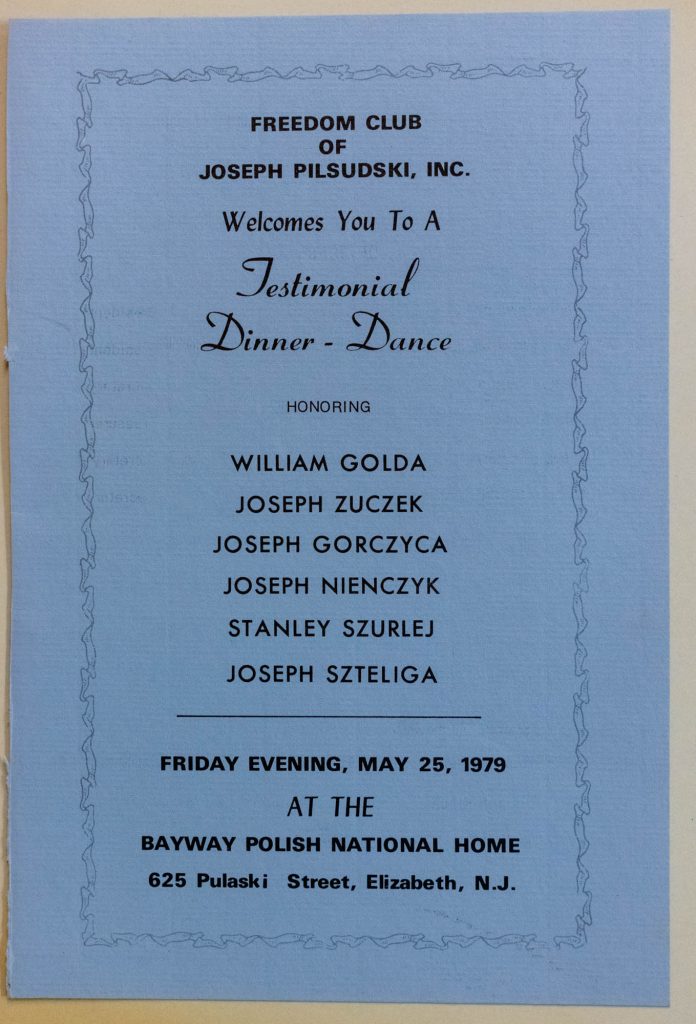 FREEDOM CLUB
OF
JOSEPH PILSUDSKI, INC.
Welcomes You To A
Testimonial
Dinner - Dance
HONORING
WILLIAM GOLDA
JOSEPH ZUCZEK
JOSEPH GORCZYCA
JOSEPH NIENCZYK
STANLEY SZURLEJ
JOSEPH SZTELIGA
FRIDAY EVENING, MAY 25, 1979
AT THE
BAYWAY POLISH NATIONAL HOME
625 Pulaski Street, Elizabeth, N.J.